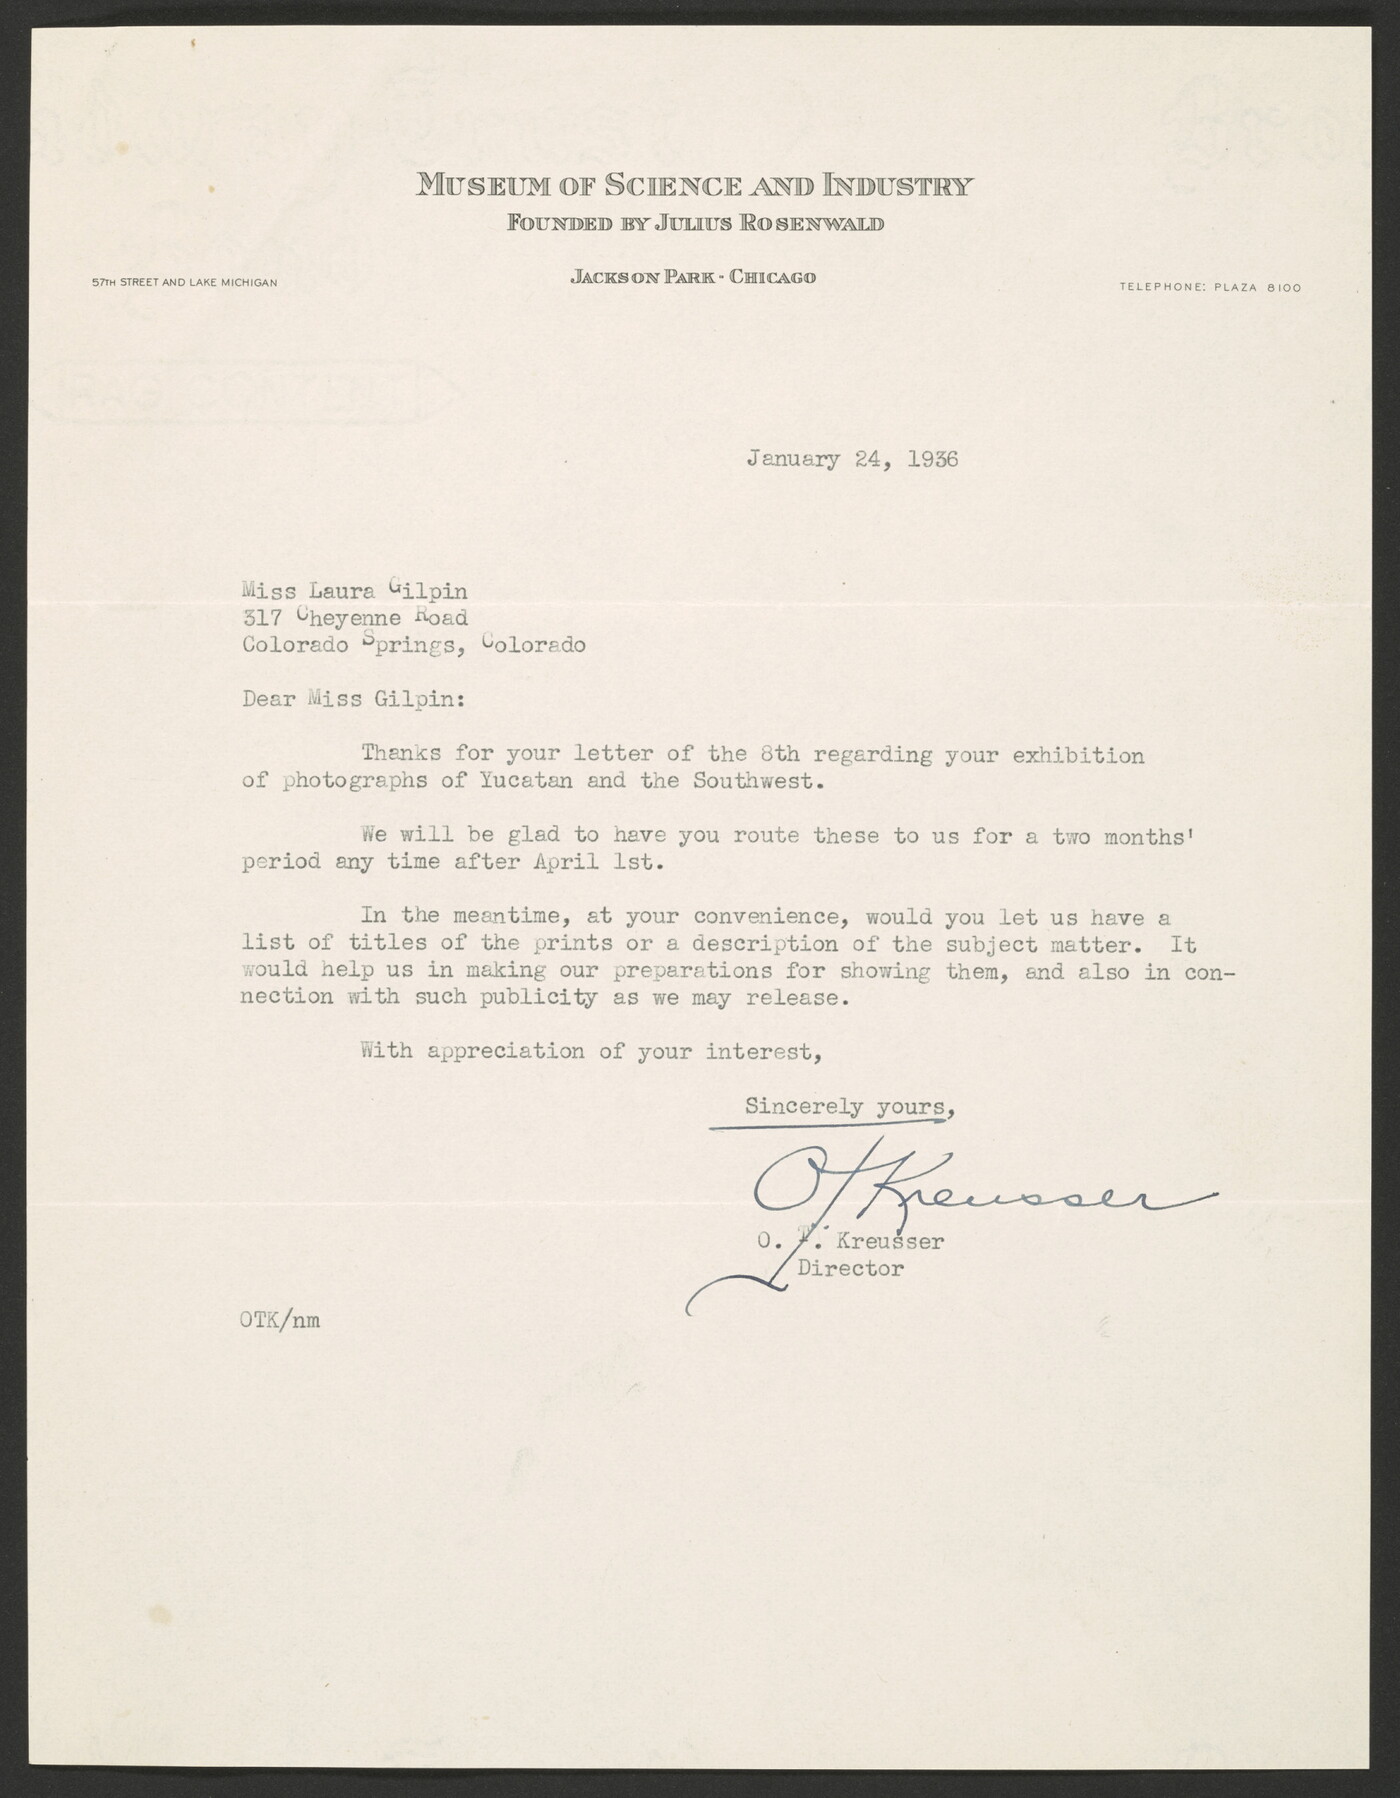 MUSEUM OF SCIENCE AND INDUSTRY
FOUNDED BY JULIUS ROSENWALD
JACKSON PARK - CHICAGO
57TH STREET AND LAKE MICHIGAN
TELEPHONE: PLAZA 8100
January 24, 1936
Miss Laura Gilpin
317 Cheyenne Road
Colorado Springs, Colorado
Dear Miss Gilpin:
Thanks for your letter of the 8th regarding your exhibition
of photographs of Yucatan and the Southwest.
We will be glad to have you route these to us for a two months'
period any time after April 1st.
In the meantime, at your convenience, would you let us have a
list of titles of the prints or a description of the subject matter.  It
would help us in making our preparations for showing them, and also in con-
nection with such publicity as we may release.
With appreciation of your interest,
Sincerely yours,
OTKreusser
O. T. Kreusser
Director
OTK/nm